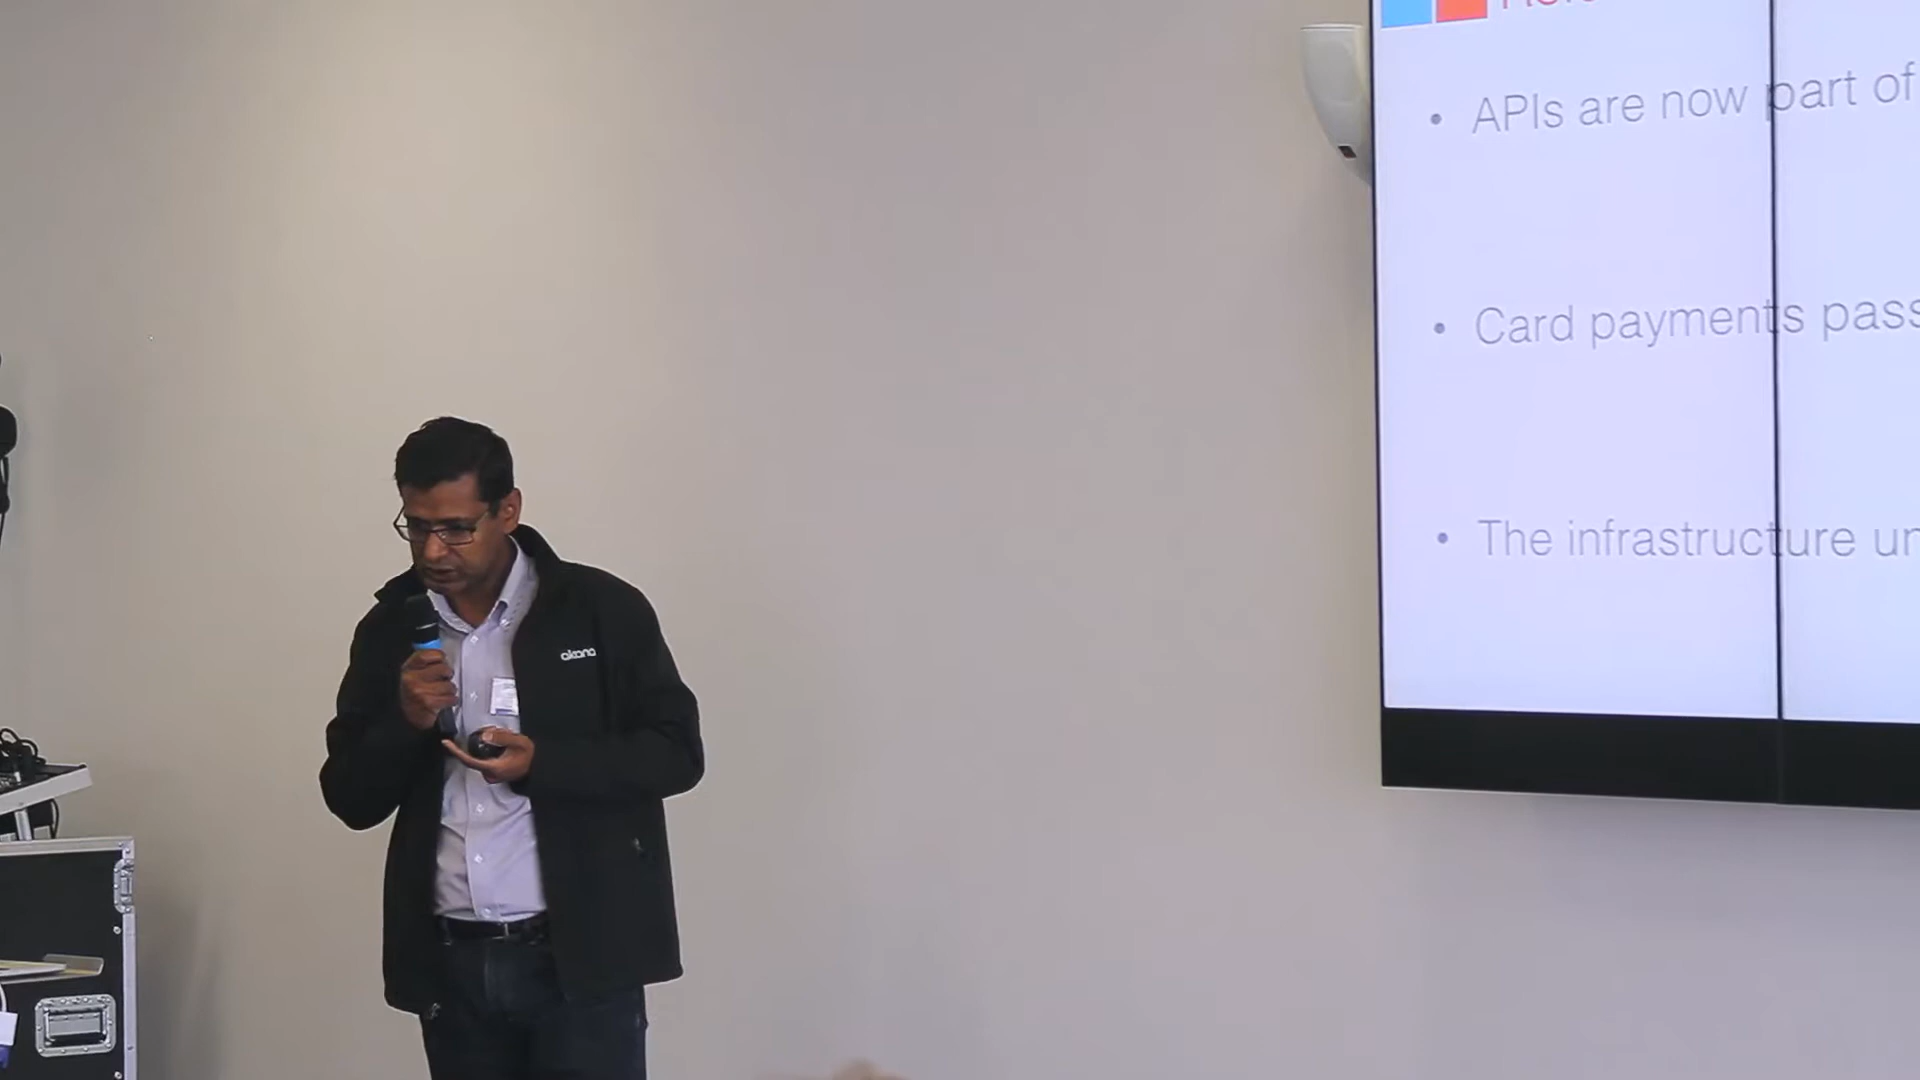 APIs are now part of
Card payments pass
The infrastructure un
akana